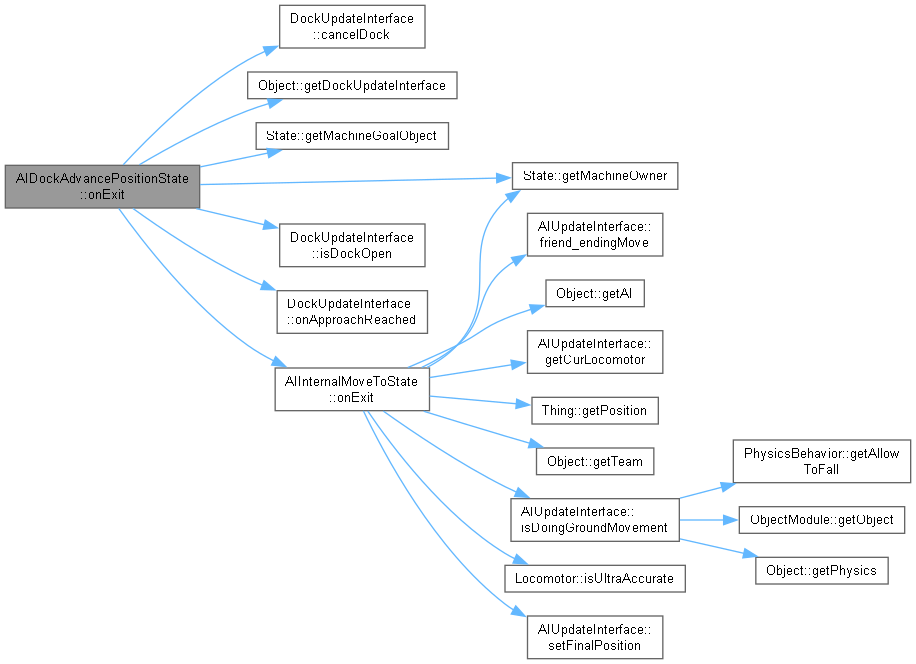 DockUpdateInterface
::cancelDock
Object::getDockUpdateInterface
State::getMachineGoalObject
AIDockAdvancePositionState
::onExit
State::getMachineOwner
DockUpdateInterface
::isDockOpen
DockUpdateInterface
::onApproachReached
AIInternalMoveToState
::onExit
AIUpdateInterface::
friend_endingMove
Object::getAI
AIUpdateInterface::
getCurLocomotor
Thing::getPosition
Object::getTeam
AIUpdateInterface::
isDoingGroundMovement
PhysicsBehavior::getAllow
ToFall
ObjectModule::getObject
Object::getPhysics
Locomotor::isUltraAccurate
AIUpdateInterface::
setFinalPosition